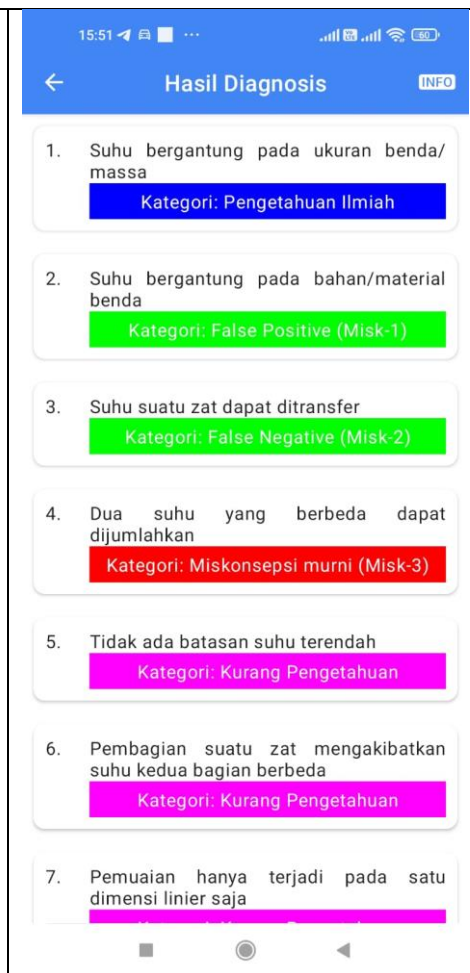 15:51
60
Hasil Diagnosis
INFO
1. Suhu bergantung pada ukuran benda/
massa
Kategori: Pengetahuan Ilmiah
2. Suhu bergantung pada bahan/material
benda
Kategori: False Positive (Misk-1)
3. Suhu suatu zat dapat ditransfer
Kategori: False Negative (Misk-2)
4. Dua suhu yang berbeda dapat
dijumlahkan
Kategori: Miskonsepsi murni (Misk-3)
5. Tidak ada batasan suhu terendah
Kategori: Kurang Pengetahuan
6. Pembagian suatu zat mengakibatkan
suhu kedua bagian berbeda
Kategori: Kurang Pengetahuan
7. Pemuaian hanya terjadi pada satu
dimensi linier saja